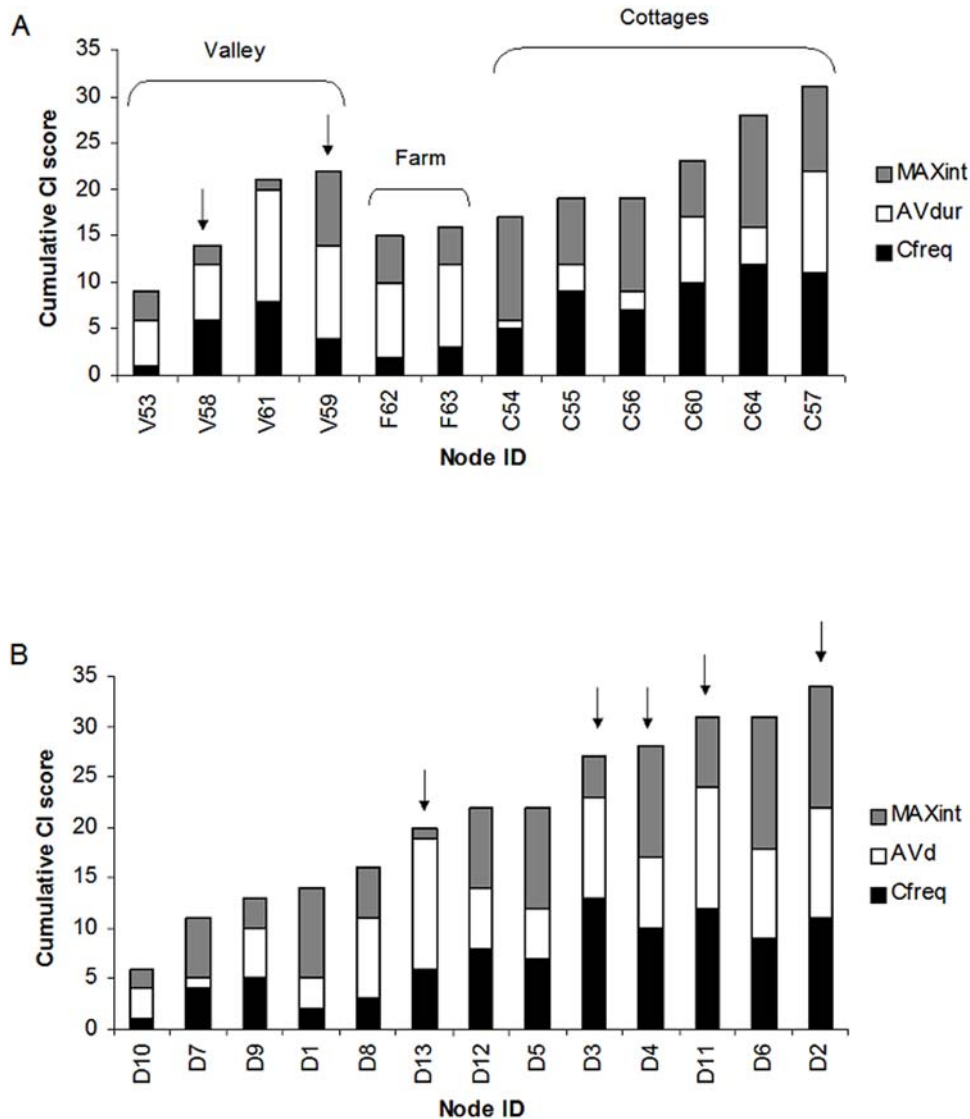 A
Valley
Farm
Cottages
Cumulative CI score
35
30
25
20
15
10
5
0
V53 V58 V61 V59 F62 F63 C54 C55 C56 C60 C64 C57
Node ID
MAXint
AVdur
Cfreq
B
Cumulative CI score
35
30
25
20
15
10
5
0
D10 D7 D9 D1 D8 D13 D12 D5 D3 D4 D11 D6 D2
Node ID
MAXint
AVd
Cfreq